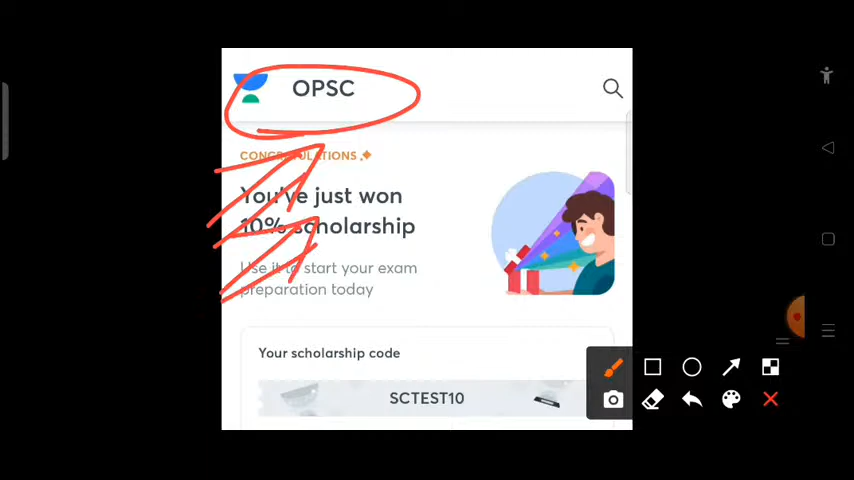 OPSC
CONGRATULATIONS
You've just won
10% scholarship
Use it to start your exam
preparation today
Your scholarship code
SCTEST10